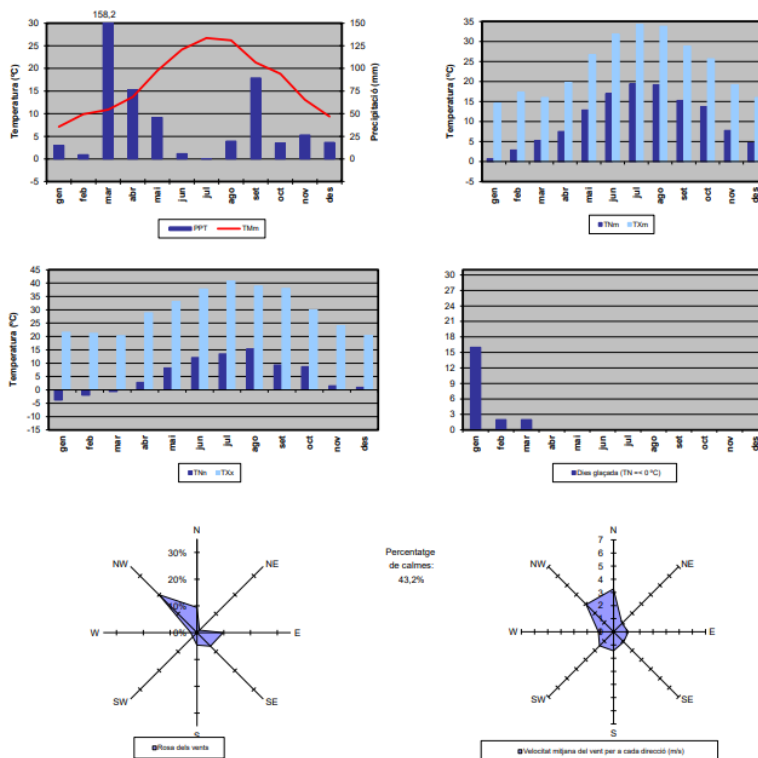 158,2
30
25
20
15
10
5
0
-5
Temperatura (ºC)
150
125
100
75
50
25
0
Precipitació (mm)
gen
feb
mar
abr
mai
jun
jul
ago
set
oct
nov
des
PPT
TMm
35
30
25
20
15
10
5
0
-5
Temperatura (ºC)
gen
feb
mar
abr
mai
jun
jul
ago
set
oct
nov
des
TNm
TXm
45
40
35
30
25
20
15
10
5
0
-5
-10
-15
Temperatura (ºC)
gen
feb
mar
abr
mai
jun
jul
ago
set
oct
nov
des
TNn
TXx
30
27
24
21
18
15
12
9
6
3
0
gen
feb
mar
abr
mai
jun
jul
ago
set
oct
nov
des
Dies glaçada (TN =< 0 ºC)
N
NE
E
SE
S
SW
W
NW
30%
20%
10%
0%
Rosa dels vents
Percentatge
de calmes:
43,2%
N
NE
E
SE
S
SW
W
NW
7
6
5
4
3
2
1
0
Velocitat mitjana del vent per a cada direcció (m/s)